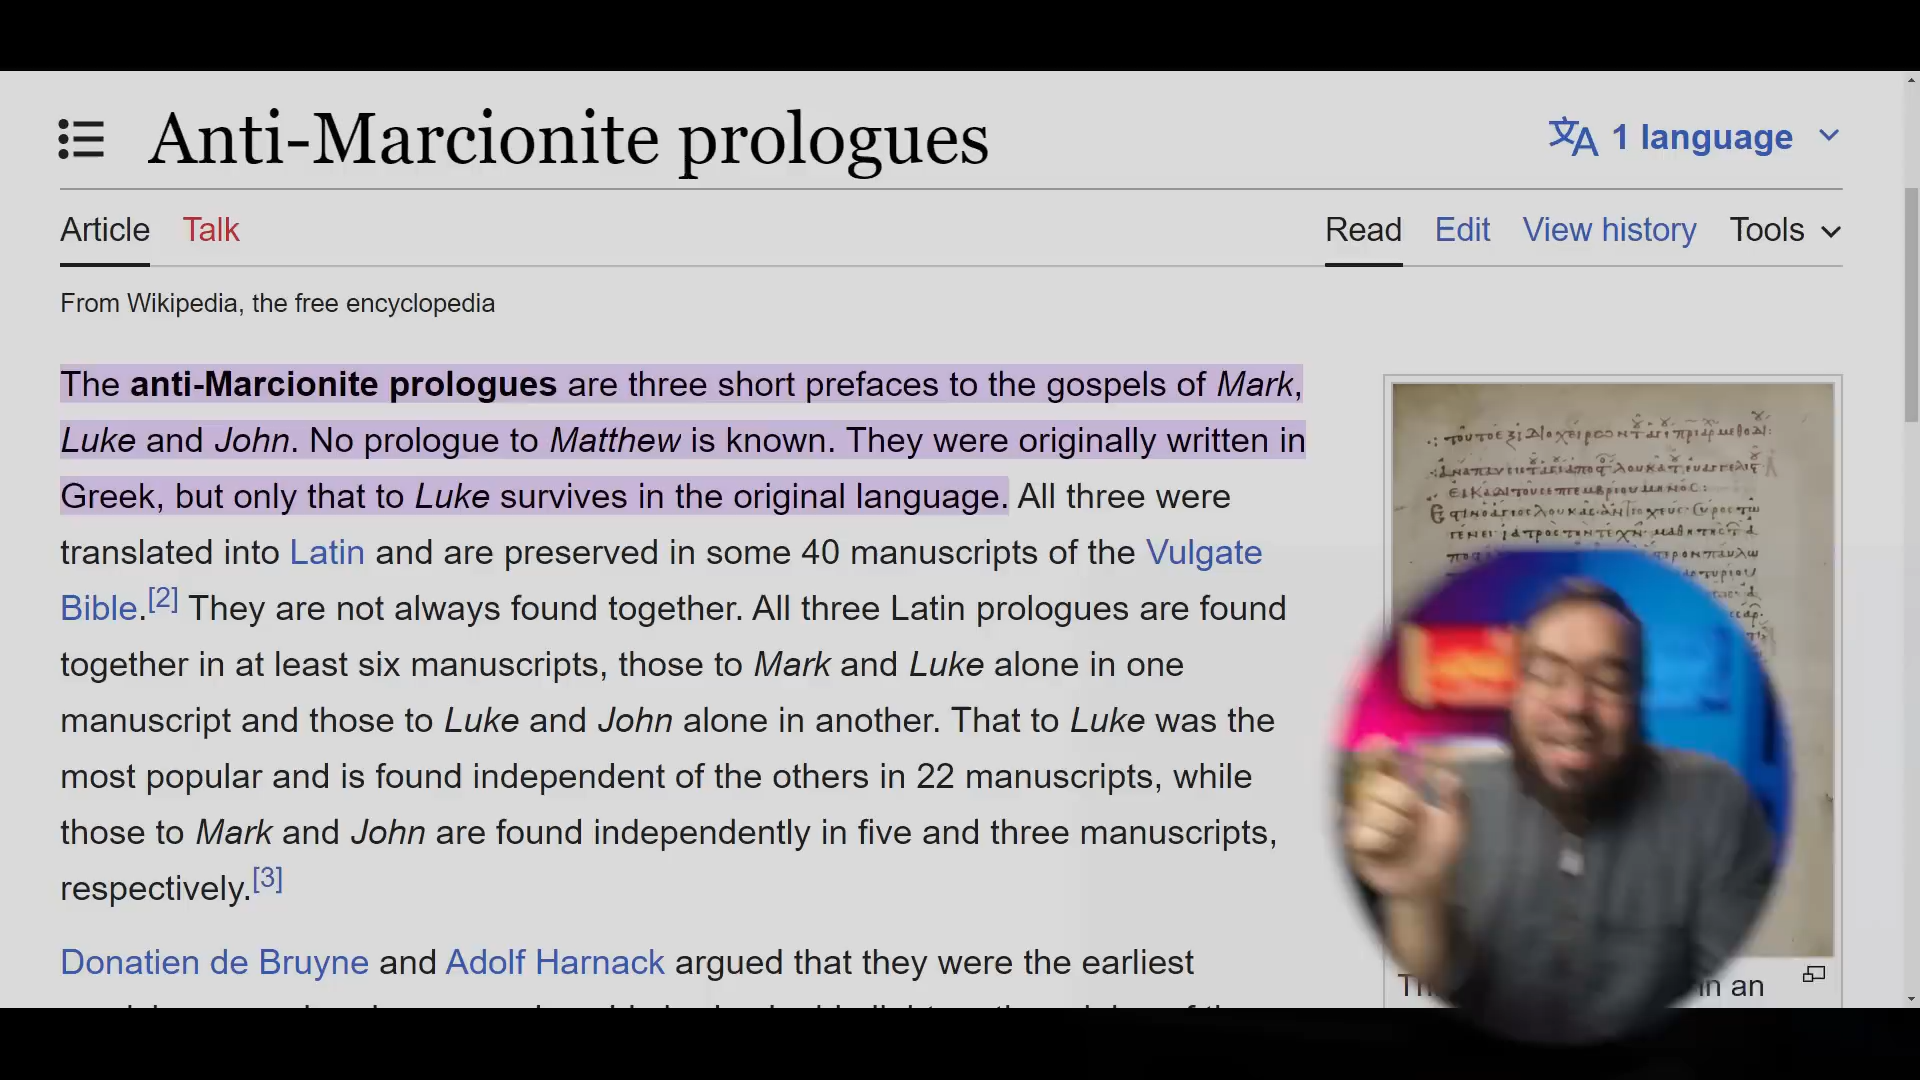 Anti-Marcionite prologues
文A 1 language
Article Talk
Read Edit View history Tools
From Wikipedia, the free encyclopedia
The anti-Marcionite prologues are three short prefaces to the gospels of Mark,
Luke and John. No prologue to Matthew is known. They were originally written in
Greek, but only that to Luke survives in the original language. All three were
translated into Latin and are preserved in some 40 manuscripts of the Vulgate
Bible.[2] They are not always found together. All three Latin prologues are found
together in at least six manuscripts, those to Mark and Luke alone in one
manuscript and those to Luke and John alone in another. That to Luke was the
most popular and is found independent of the others in 22 manuscripts, while
those to Mark and John are found independently in five and three manuscripts,
respectively.[3]
Donatien de Bruyne and Adolf Harnack argued that they were the earliest
in an